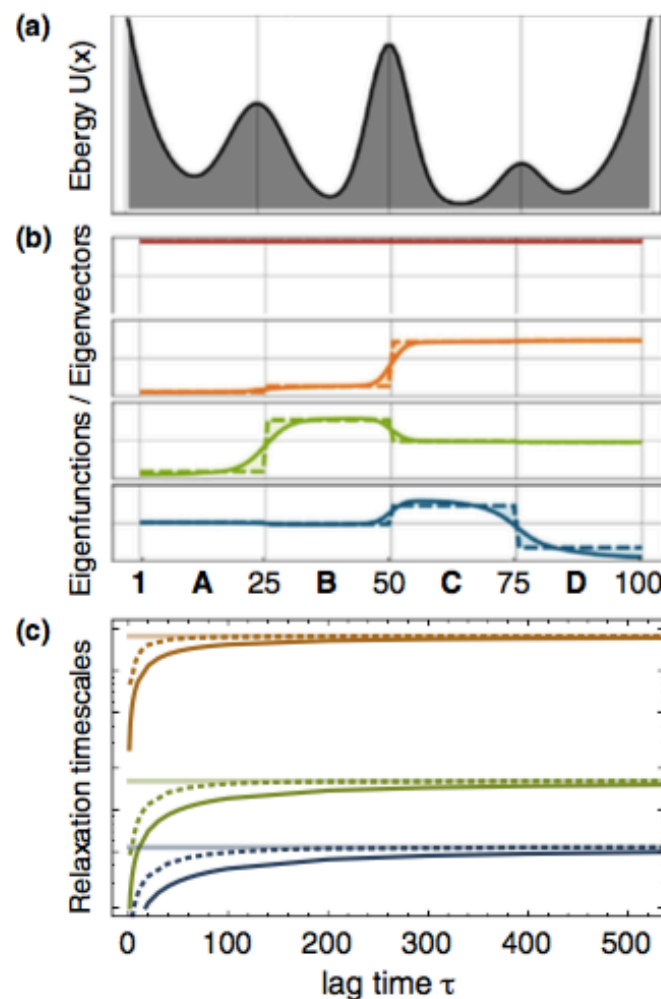 (a)
Ebergy U(x)
(b)
Eigenfunctions / Eigenvectors
1 A 25 B 50 C 75 D 100
(c)
Relaxation timescales
0 100 200 300 400 500
lag time τ